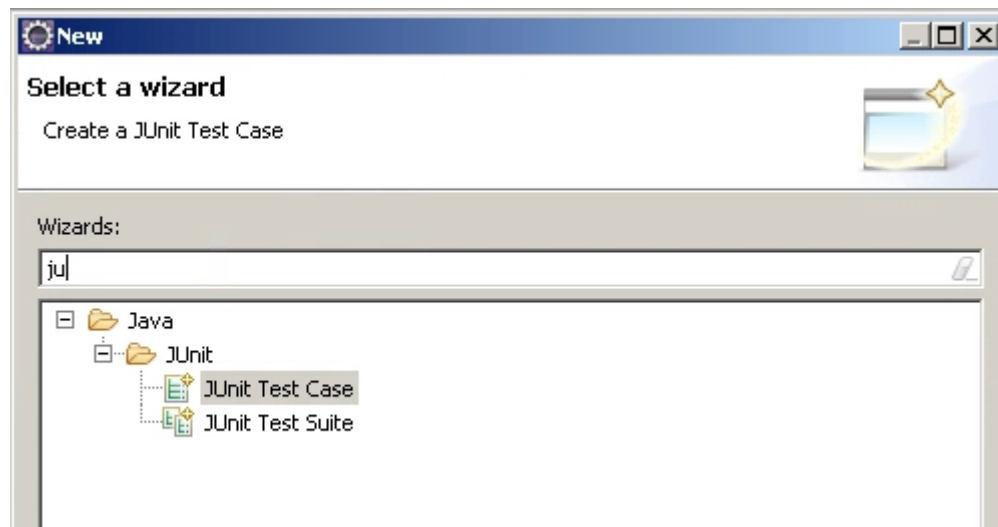 New
Select a wizard
Create a JUnit Test Case
Wizards:
ju
Java
JUnit
JUnit Test Case
JUnit Test Suite